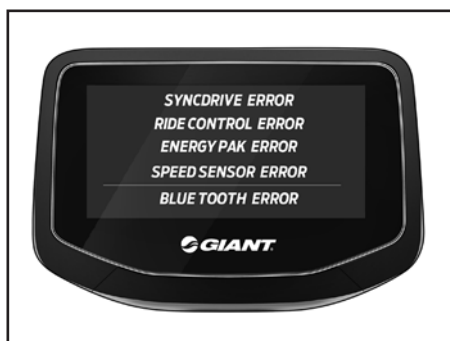 SYNCDRIVE ERROR
RIDE CONTROL ERROR
ENERGY PAK ERROR
SPEED SENSOR ERROR
BLUE TOOTH ERROR
GIANT